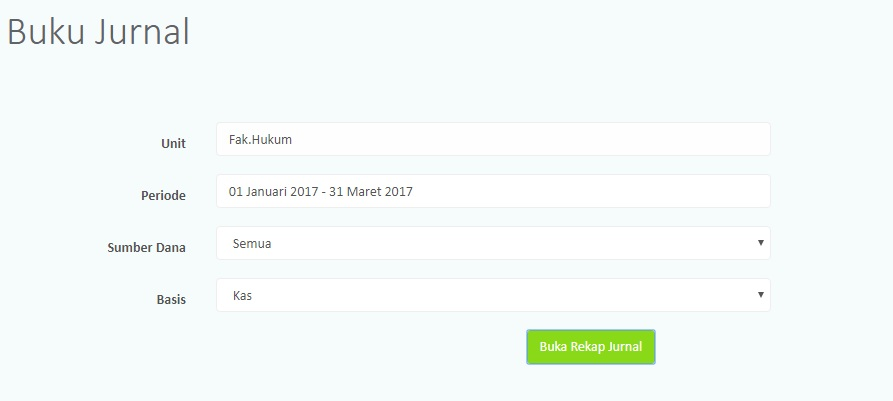 Buku Jurnal
Unit Fak.Hukum
Periode 01 Januari 2017 - 31 Maret 2017
Sumber Dana Semua
Basis Kas
Buka Rekap Jurnal